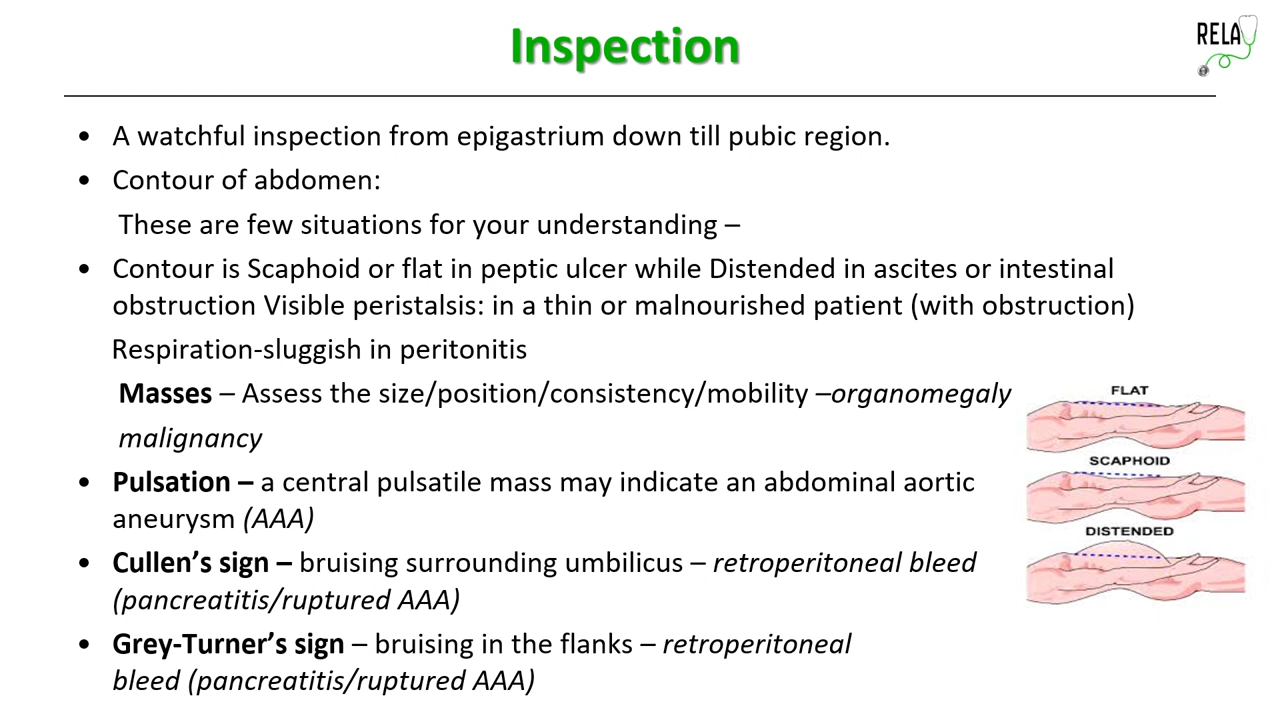 Inspection
RELA
• A watchful inspection from epigastrium down till pubic region.
• Contour of abdomen:
These are few situations for your understanding –
• Contour is Scaphoid or flat in peptic ulcer while Distended in ascites or intestinal
obstruction Visible peristalsis: in a thin or malnourished patient (with obstruction)
Respiration-sluggish in peritonitis
Masses – Assess the size/position/consistency/mobility –organomegaly
malignancy
• Pulsation – a central pulsatile mass may indicate an abdominal aortic
aneurysm (AAA)
• Cullen’s sign – bruising surrounding umbilicus – retroperitoneal bleed
(pancreatitis/ruptured AAA)
• Grey-Turner’s sign – bruising in the flanks – retroperitoneal
bleed (pancreatitis/ruptured AAA)
FLAT
SCAPHOID
DISTENDED